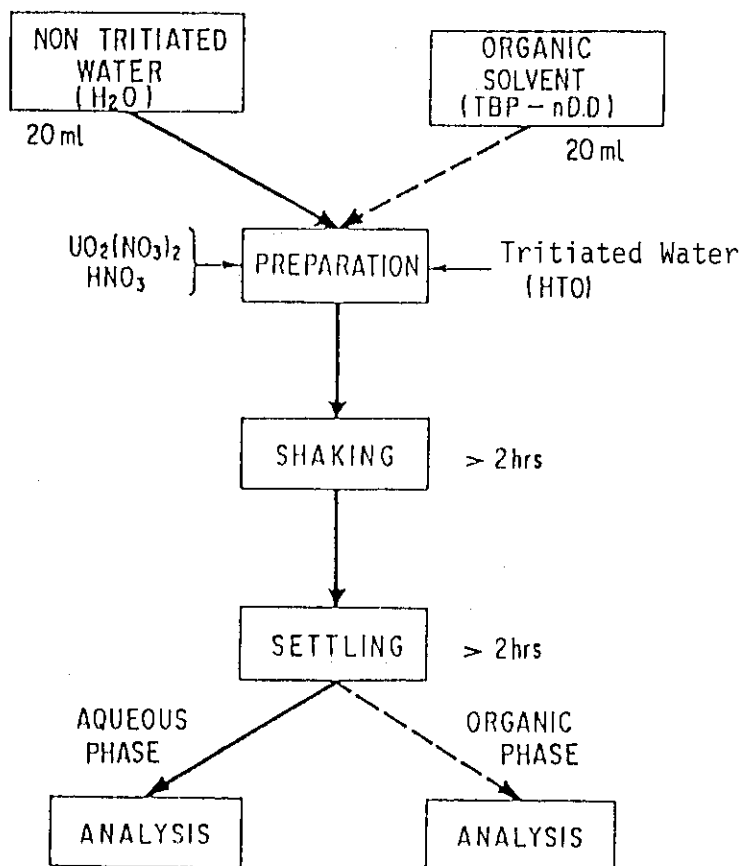 NON TRITIATED
WATER
(H₂O)
20 ml
ORGANIC
SOLVENT
(TBP – nD.D)
20 ml
UO₂(NO₃)₂
HNO₃
PREPARATION
Tritiated Water
(HTO)
SHAKING
> 2hrs
SETTLING
> 2hrs
AQUEOUS
PHASE
ORGANIC
PHASE
ANALYSIS
ANALYSIS